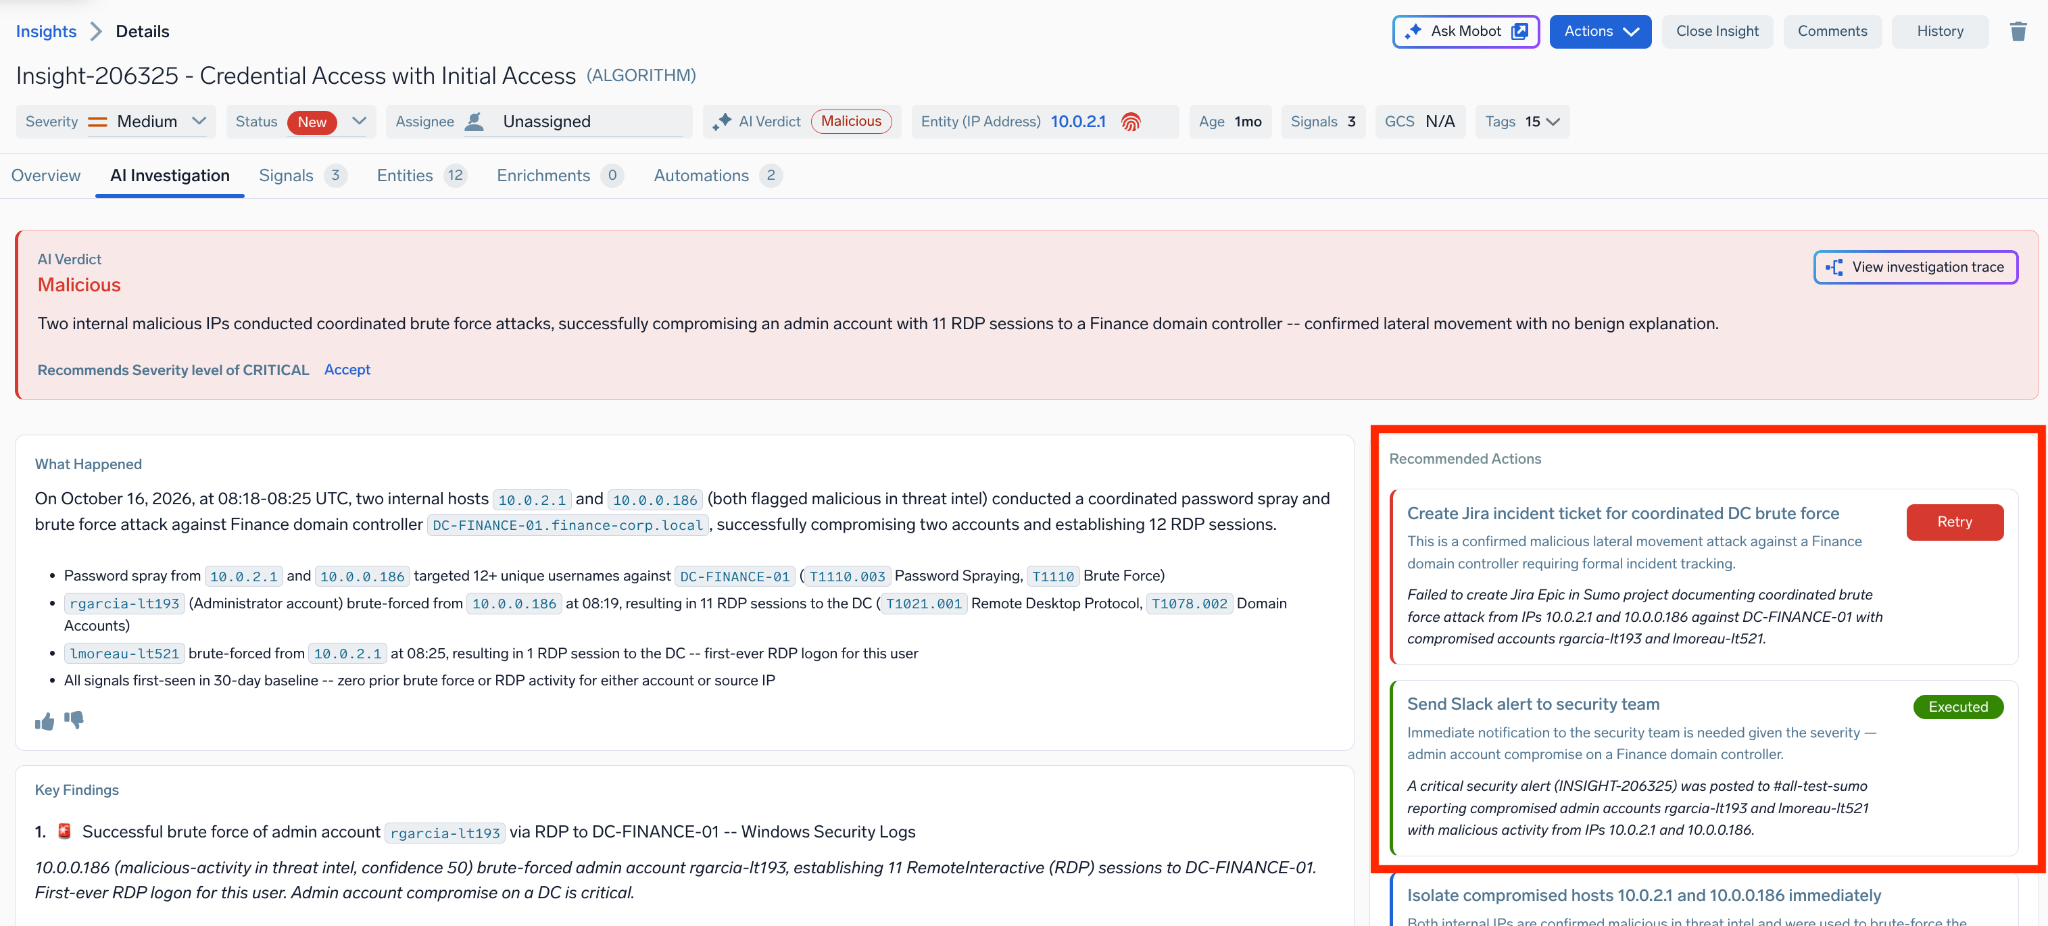 Insights > Details
Ask Mobot
Actions
Close Insight
Comments
History
Insight-206325 - Credential Access with Initial Access (ALGORITHM)
Severity Medium
Status New
Assignee Unassigned
AI Verdict Malicious
Entity (IP Address) 10.0.2.1
Age 1mo
Signals 3
GCS N/A
Tags 15
Overview
AI Investigation
Signals 3
Entities 12
Enrichments 0
Automations 2
AI Verdict
Malicious
View investigation trace
Two internal malicious IPs conducted coordinated brute force attacks, successfully compromising an admin account with 11 RDP sessions to a Finance domain controller -- confirmed lateral movement with no benign explanation.
Recommends Severity level of CRITICAL Accept
What Happened
On October 16, 2026, at 08:18-08:25 UTC, two internal hosts 10.0.2.1 and 10.0.0.186 (both flagged malicious in threat intel) conducted a coordinated password spray and
brute force attack against Finance domain controller DC-FINANCE-01.finance-corp.local, successfully compromising two accounts and establishing 12 RDP sessions.
• Password spray from 10.0.2.1 and 10.0.0.186 targeted 12+ unique usernames against DC-FINANCE-01 (T1110.003 Password Spraying, T1110 Brute Force)
• rgarcia-lt193 (Administrator account) brute-forced from 10.0.0.186 at 08:19, resulting in 11 RDP sessions to the DC (T1021.001 Remote Desktop Protocol, T1078.002 Domain
Accounts)
• lmoreau-lt521 brute-forced from 10.0.2.1 at 08:25, resulting in 1 RDP session to the DC -- first-ever RDP logon for this user
• All signals first-seen in 30-day baseline -- zero prior brute force or RDP activity for either account or source IP
Key Findings
1. Successful brute force of admin account rgarcia-lt193 via RDP to DC-FINANCE-01 -- Windows Security Logs
10.0.0.186 (malicious-activity in threat intel, confidence 50) brute-forced admin account rgarcia-lt193, establishing 11 RemoteInteractive (RDP) sessions to DC-FINANCE-01.
First-ever RDP logon for this user. Admin account compromise on a DC is critical.
Recommended Actions
Create Jira incident ticket for coordinated DC brute force
Retry
This is a confirmed malicious lateral movement attack against a Finance
domain controller requiring formal incident tracking.
Failed to create Jira Epic in Sumo project documenting coordinated brute
force attack from IPs 10.0.2.1 and 10.0.0.186 against DC-FINANCE-01 with
compromised accounts rgarcia-lt193 and lmoreau-lt521.
Send Slack alert to security team
Executed
Immediate notification to the security team is needed given the severity —
admin account compromise on a Finance domain controller.
A critical security alert (INSIGHT-206325) was posted to #all-test-sumo
reporting compromised admin accounts rgarcia-lt193 and lmoreau-lt521
with malicious activity from IPs 10.0.2.1 and 10.0.0.186.
Isolate compromised hosts 10.0.2.1 and 10.0.0.186 immediately
Both internal IPs are confirmed malicious in threat intel and were used to brute-force the